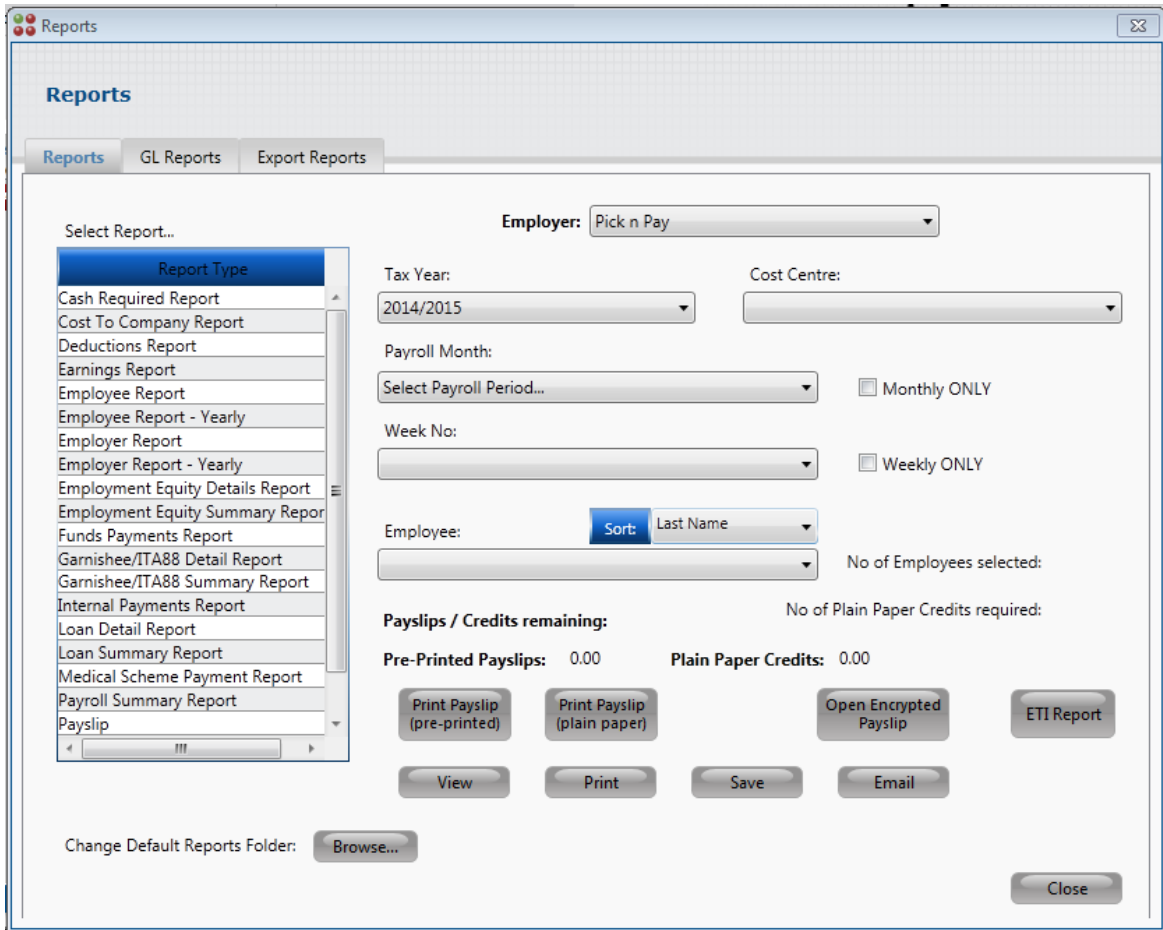 Reports
Reports
Reports GL Reports Export Reports
Select Report...
Employer: Pick n Pay
Report Type
Cash Required Report
Cost To Company Report
Deductions Report
Earnings Report
Employee Report
Employee Report - Yearly
Employer Report
Employer Report - Yearly
Employment Equity Details Report
Employment Equity Summary Repor
Funds Payments Report
Garnishee/ITA88 Detail Report
Garnishee/ITA88 Summary Report
Internal Payments Report
Loan Detail Report
Loan Summary Report
Medical Scheme Payment Report
Payroll Summary Report
Payslip
Tax Year: Cost Centre:
2014/2015
Payroll Month:
Select Payroll Period... Monthly ONLY
Week No:
Weekly ONLY
Employee: Sort: Last Name
No of Employees selected:
No of Plain Paper Credits required:
Payslips / Credits remaining:
Pre-Printed Payslips: 0.00 Plain Paper Credits: 0.00
Print Payslip
(pre-printed)
Print Payslip
(plain paper)
Open Encrypted
Payslip
ETI Report
View Print Save Email
Change Default Reports Folder: Browse...
Close